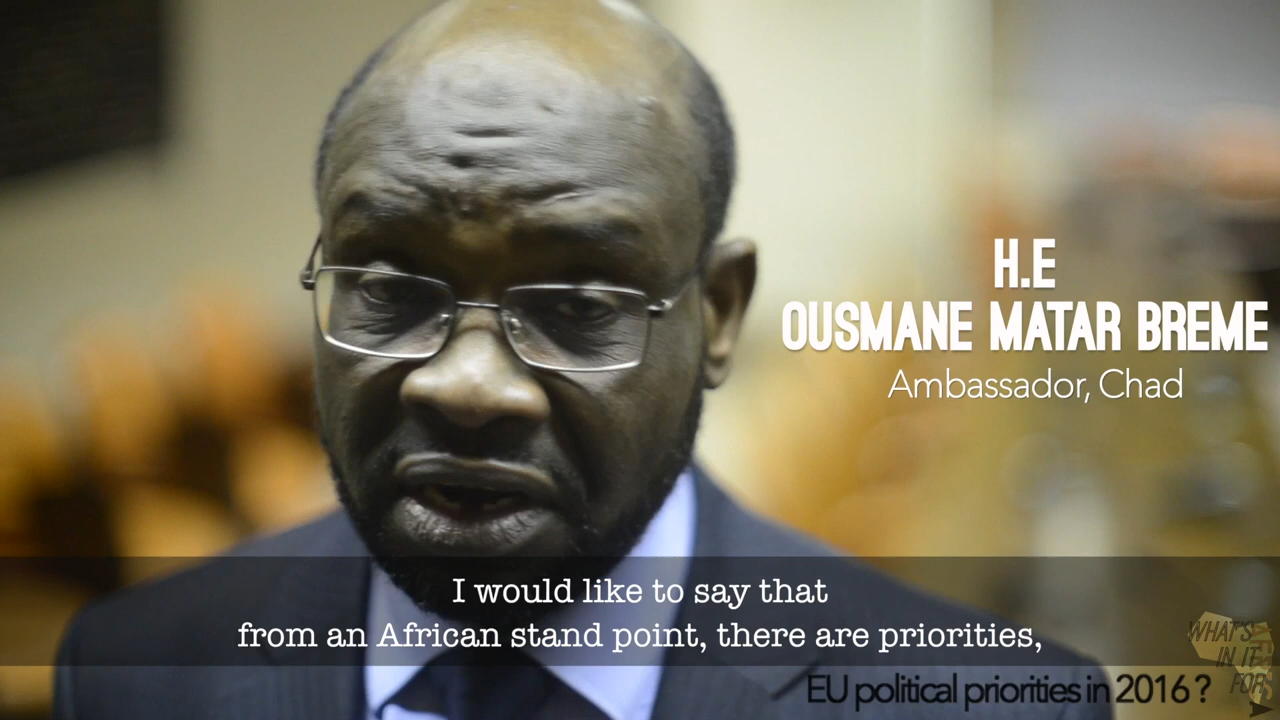 H.E
OUSMANE MATAR BREME
Ambassador, Chad
I would like to say that
from an African stand point, there are priorities,
EU political priorities in 2016?
WHAT'S
IN IT
FOR